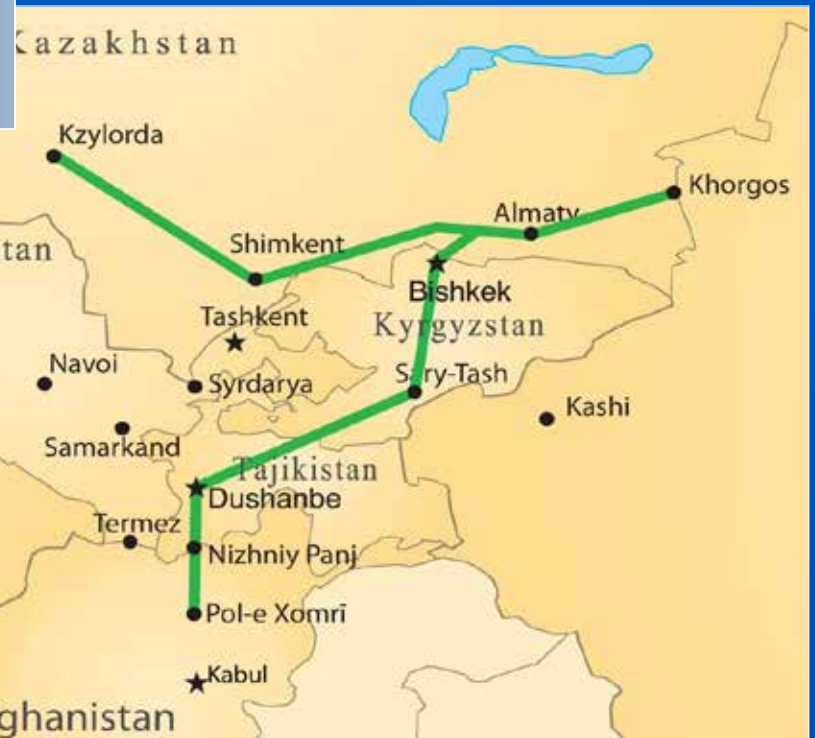 Kazakhstan
Kzylorda
Khorgos
Almaty
Shimkent
tan
Bishkek
Tashkent
Kyrgyzstan
Navoi
Sary-Tash
Syrdarya
Kashi
Samarkand
Tajikistan
Dushanbe
Termez
Nizhniy Panj
Pol-e Xomrī
Kabul
ghanistan